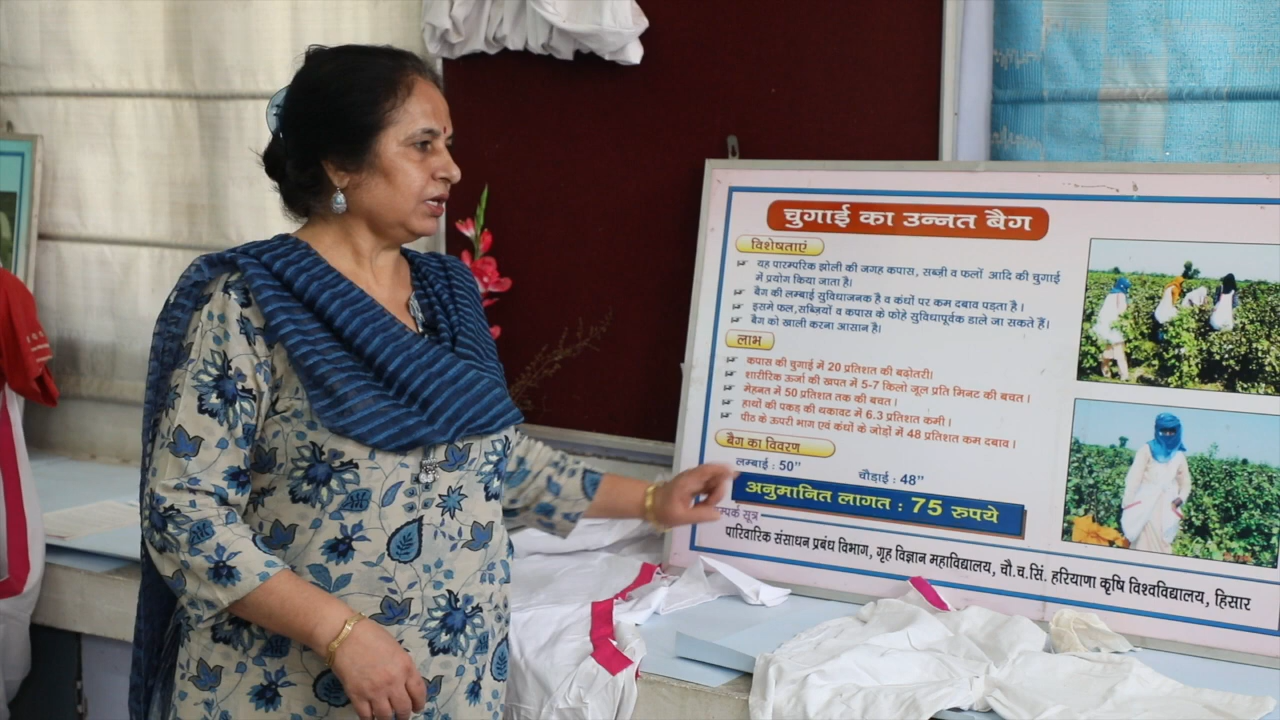 चुगाई का उन्नत बैग
विशेषताएं
यह पारम्परिक झोली की जगह कपास, सब्ज़ी व फलों आदि की चुगाई
में प्रयोग किया जाता है।
बैग की लम्बाई सुविधाजनक है व कंधों पर कम दबाव पड़ता है।
इसमें फल,सब्ज़ियों व कपास के फोहे सुविधापूर्वक डाले जा सकते हैं।
बैग को खाली करना आसान है।
लाभ
कपास की चुगाई में 20 प्रतिशत की बढ़ोतरी।
शारीरिक ऊर्जा की खपत में 5-7 किलो जूल प्रति मिनट की बचत।
मेहनत में 50 प्रतिशत तक की बचत।
हाथों की पकड़ की थकावट में 6.3 प्रतिशत कमी।
पीठ के ऊपरी भाग एवं कंधों के जोड़ों में 48 प्रतिशत कम दबाव।
बैग का विवरण
लम्बाई : 50" चौड़ाई : 48"
अनुमानित लागत : 75 रुपये
म्पर्क सूत्र
पारिवारिक संसाधन प्रबंध विभाग, गृह विज्ञान महाविद्यालय, चौ.च.सिं. हरियाणा कृषि विश्वविद्यालय, हिसार